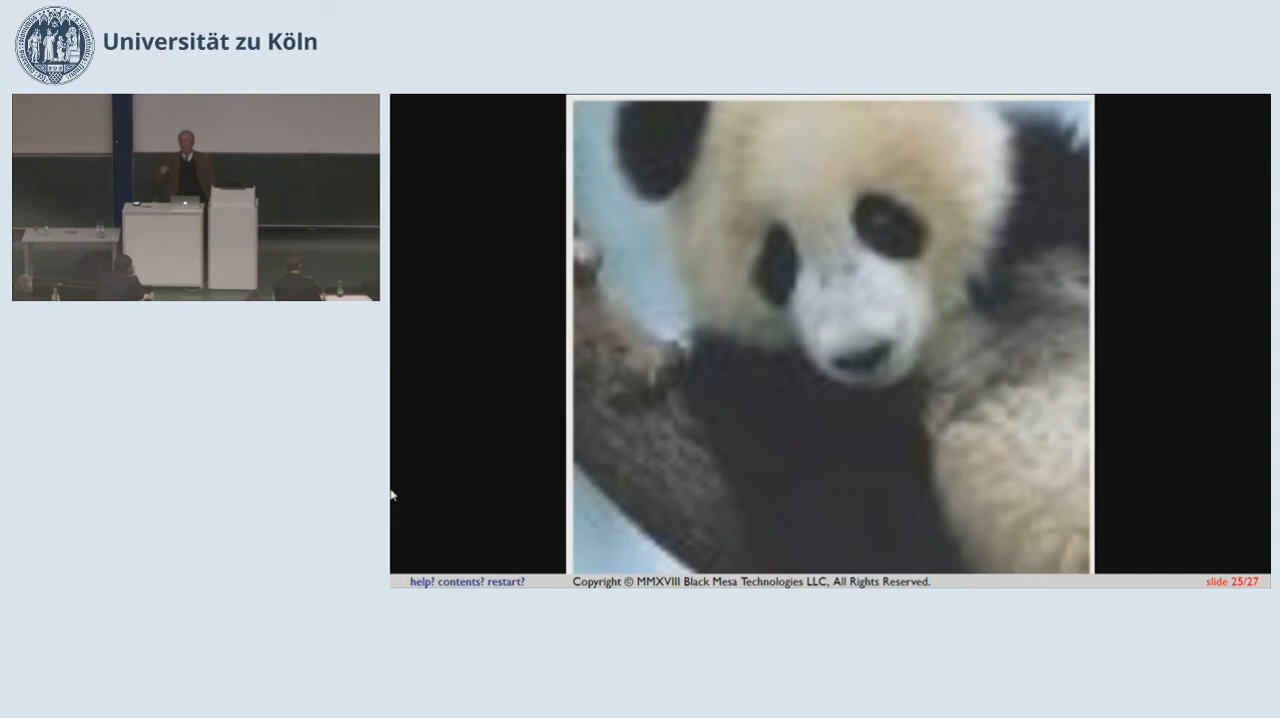 Universität zu Köln
help? contents? restart?
Copyright © MMXVIII Black Mesa Technologies LLC, All Rights Reserved.
slide 25/27